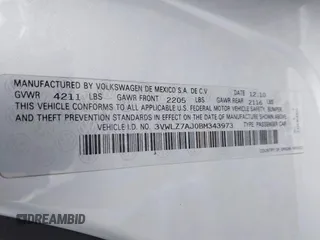 MANUFACTURED BY VOLKSWAGEN DE MEXICO S.A. DE C.V. DATE 12.10
GVWR 4211 LBS GAWR FRONT 2205 LBS GAWR REAR 2116 LBS
THIS VEHICLE CONFORMS TO ALL APPLICABLE U.S. FEDERAL MOTOR VEHICLE SAFETY, BUMPER,
AND THEFT PREVENTION STANDARDS IN EFFECT ON THE DATE OF MANUFACTURE SHOWN ABOVE.
VEHICLE I.D. NO.: 3VWLZ7AJ0BM343973 TYPE: PASSENGER CAR
DREAMBID